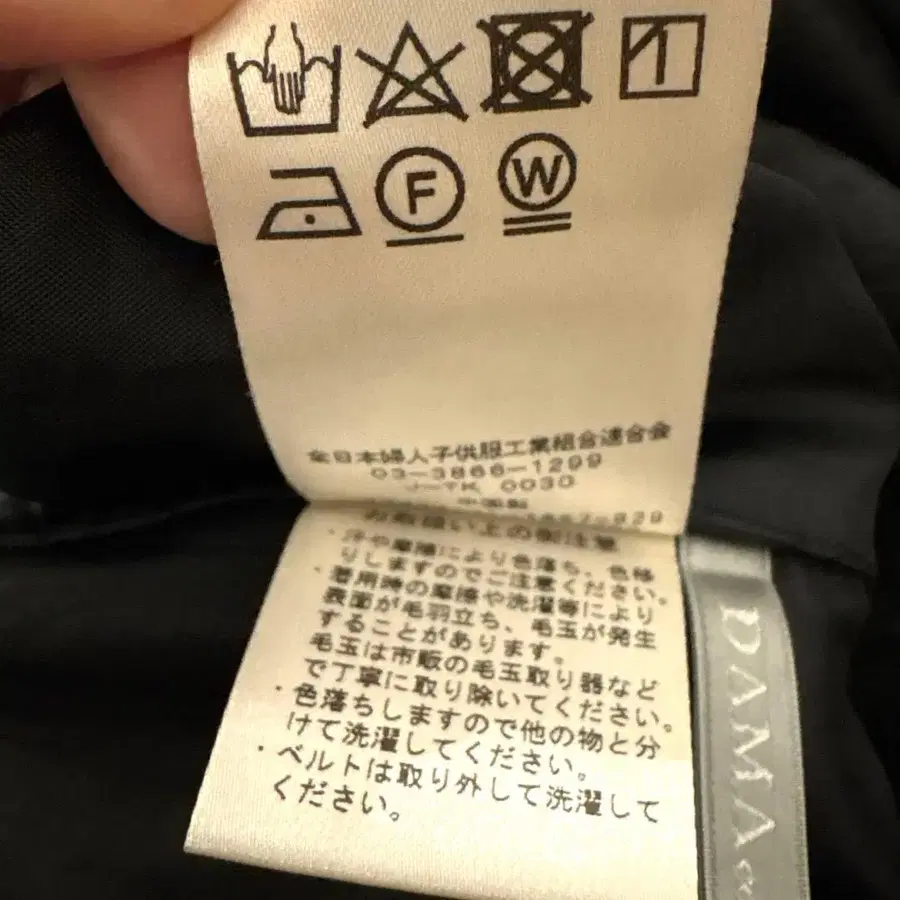 F W
全日本婦人子供服工業組合連合会
03-3866-1299
J-TK 0030
中国製
お取扱い上の御注意
・汗や摩擦により色落ち、色移
りしますのでご注意ください。
・着用時の摩擦や洗濯等により
表面が毛羽立ち、毛玉が発生
することがあります。
毛玉は市販の毛玉取り器など
で丁寧に取り除いてください。
・色落ちしますので他の物と分
けて洗濯してください。
・ベルトは取り外して洗濯して
ください。
DAMA